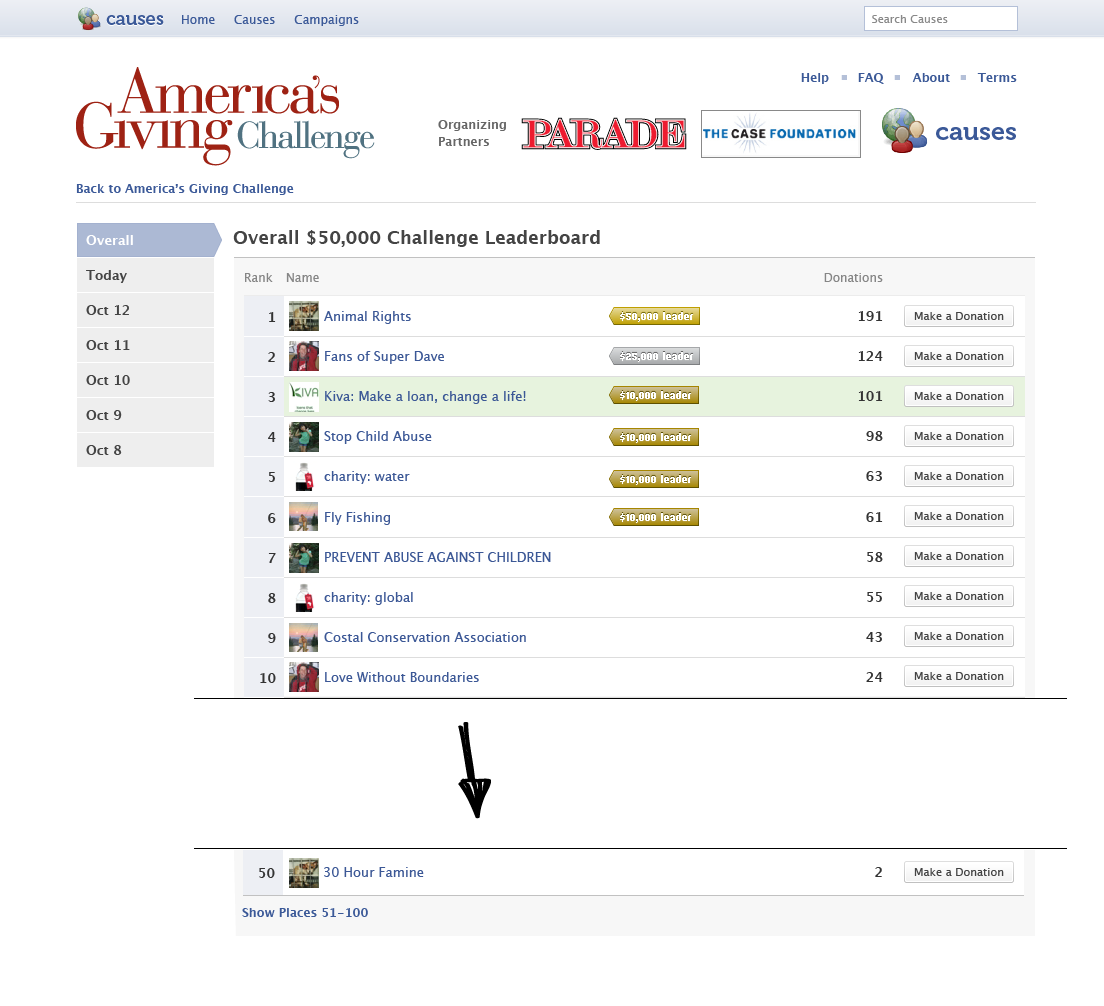 causes Home Causes Campaigns Search Causes
Help FAQ About Terms
America's
Giving Challenge
Organizing
Partners
PARADE
THE CASE FOUNDATION
causes
Back to America's Giving Challenge
Overall
Today
Oct 12
Oct 11
Oct 10
Oct 9
Oct 8
Overall $50,000 Challenge Leaderboard
Rank Name Donations
1 Animal Rights $50,000 leader 191 Make a Donation
2 Fans of Super Dave $25,000 leader 124 Make a Donation
3 KIVA Kiva: Make a loan, change a life! $10,000 leader 101 Make a Donation
4 Stop Child Abuse $10,000 leader 98 Make a Donation
5 charity: water $10,000 leader 63 Make a Donation
6 Fly Fishing $10,000 leader 61 Make a Donation
7 PREVENT ABUSE AGAINST CHILDREN 58 Make a Donation
8 charity: global 55 Make a Donation
9 Costal Conservation Association 43 Make a Donation
10 Love Without Boundaries 24 Make a Donation
50 30 Hour Famine 2 Make a Donation
Show Places 51-100